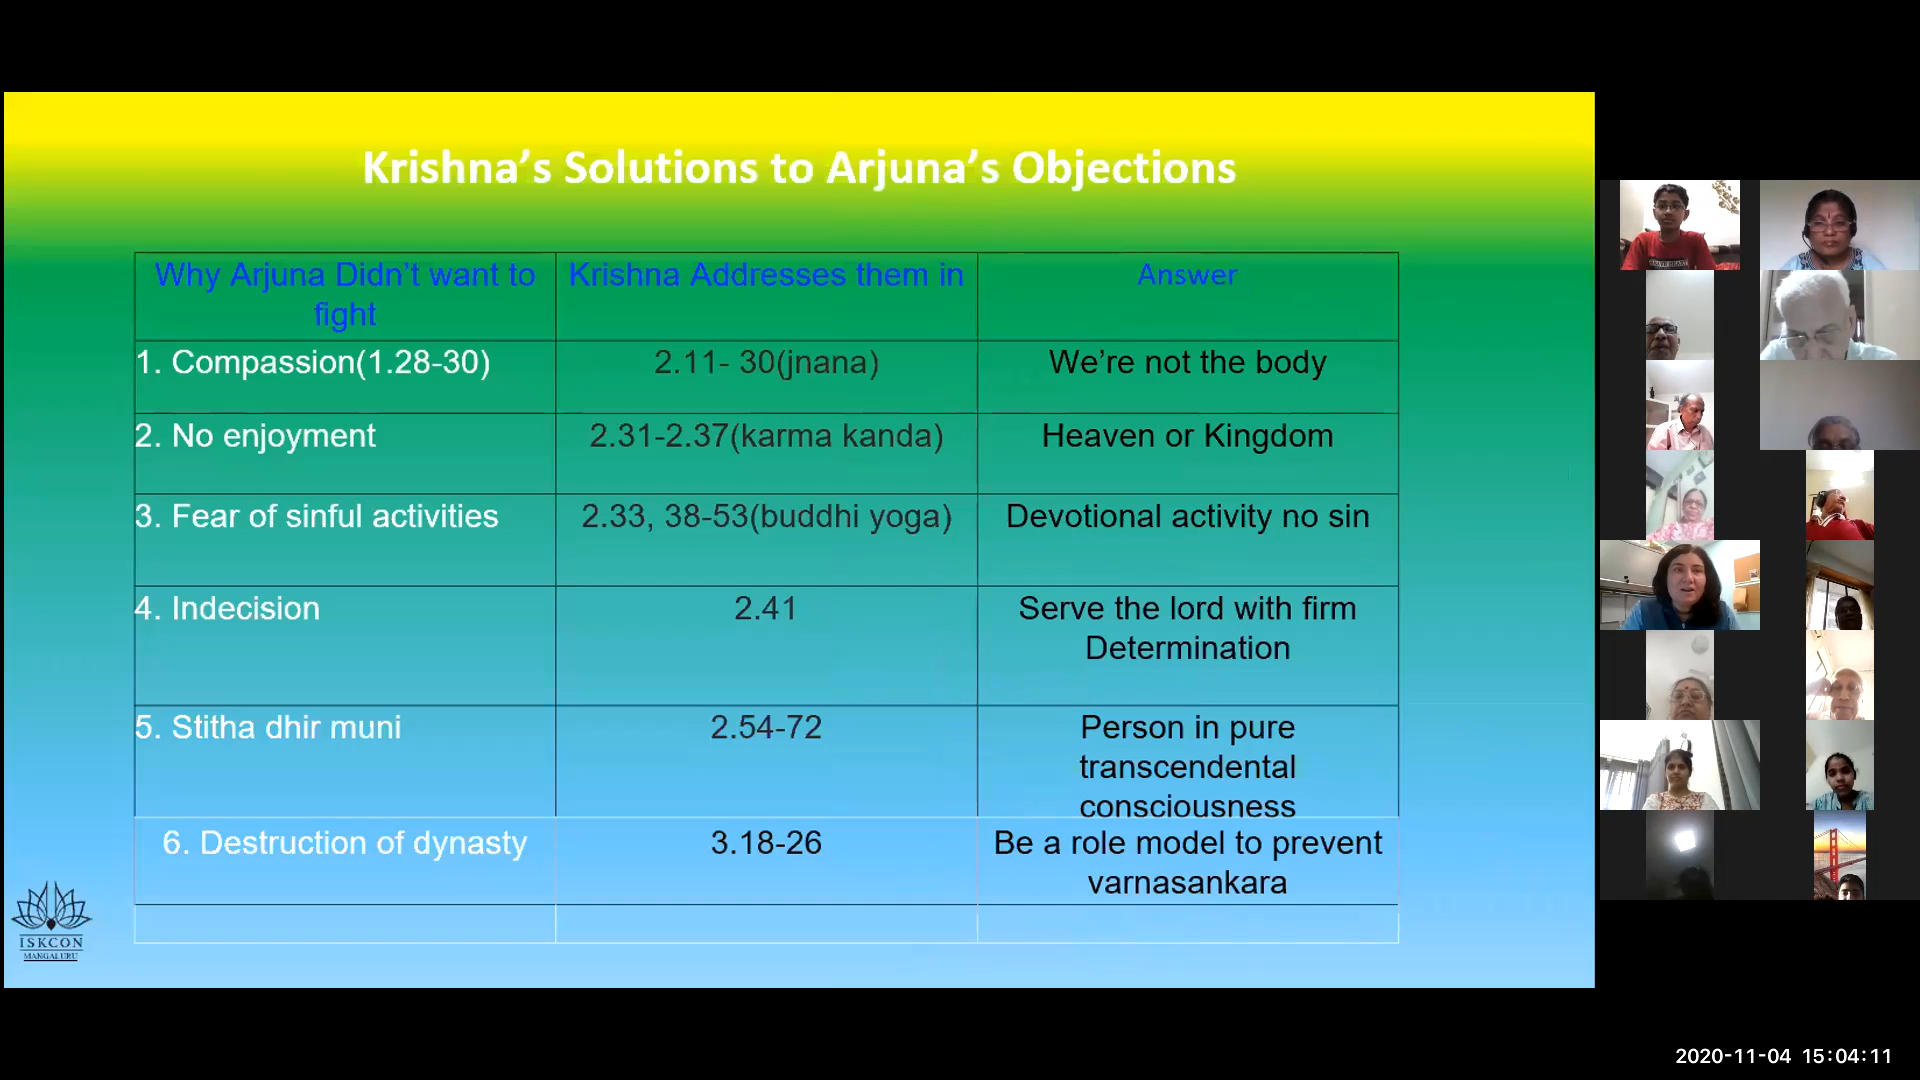 Krishna’s Solutions to Arjuna’s Objections
Why Arjuna Didn’t want to
fight
Krishna Addresses them in
Answer
1. Compassion(1.28-30)
2.11- 30(jnana)
We’re not the body
2. No enjoyment
2.31-2.37(karma kanda)
Heaven or Kingdom
3. Fear of sinful activities
2.33, 38-53(buddhi yoga)
Devotional activity no sin
4. Indecision
2.41
Serve the lord with firm
Determination
5. Stitha dhir muni
2.54-72
Person in pure
transcendental
consciousness
6. Destruction of dynasty
3.18-26
Be a role model to prevent
varnasankara
ISKCON
MANGALURU
2020-11-04 15:04:11